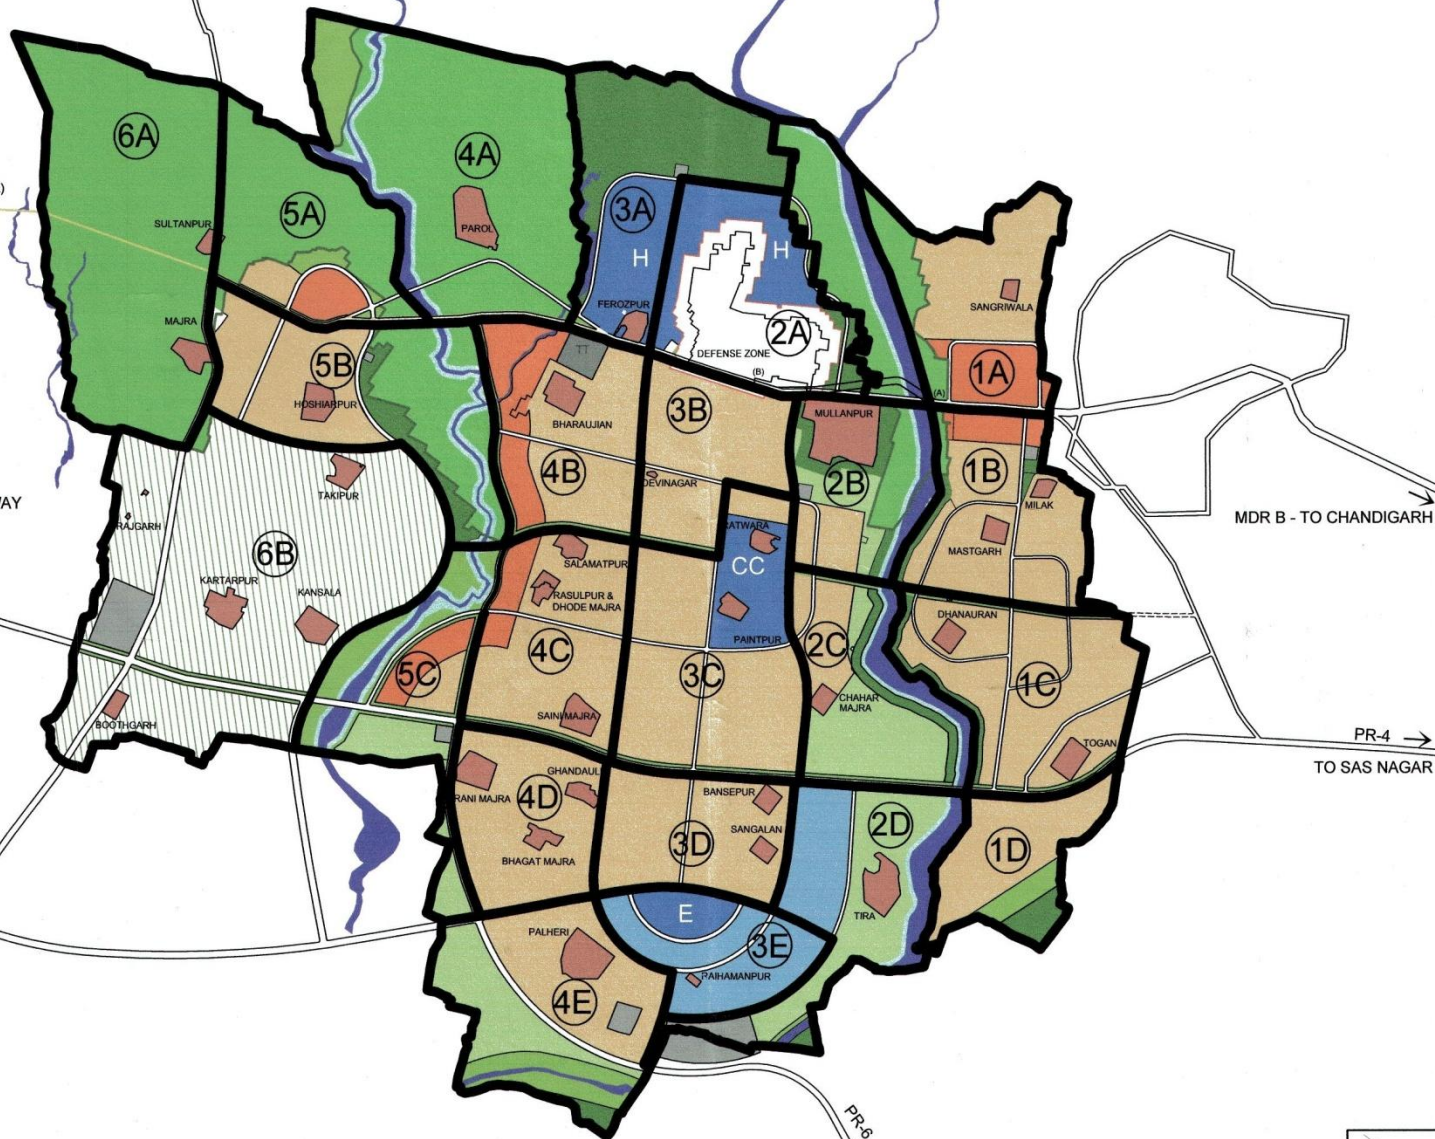 6A
4A
5A
3A
SULTANPUR
PAROL
H
H
SANGRIWALA
FEROZPUR
MAJRA
2A
TT
DEFENSE ZONE
(B)
5B
1A
(A)
HOSHIARPUR
3B
MULLANPUR
BHARAUJIAN
4B
1B
DEVINAGAR
2B
TAKIPUR
MILAK
WAY
RAJGARH
RATWARA
MDR B - TO CHANDIGARH
6B
MASTGARH
SALAMATPUR
CC
KARTARPUR
KANSALA
RASULPUR &
DHODE MAJRA
DHANAURAN
PAINTPUR
4C
2C
5C
3C
1C
CHAHAR
MAJRA
SAINI MAJRA
BOOTHGARH
PR-4
TOGAN
TO SAS NAGAR
GHANDAULI
RANI MAJRA
4D
BANSEPUR
2D
SANGALAN
3D
1D
BHAGAT MAJRA
E
TIRA
PALHERI
3E
RAIHAMANPUR
4E
PR-6